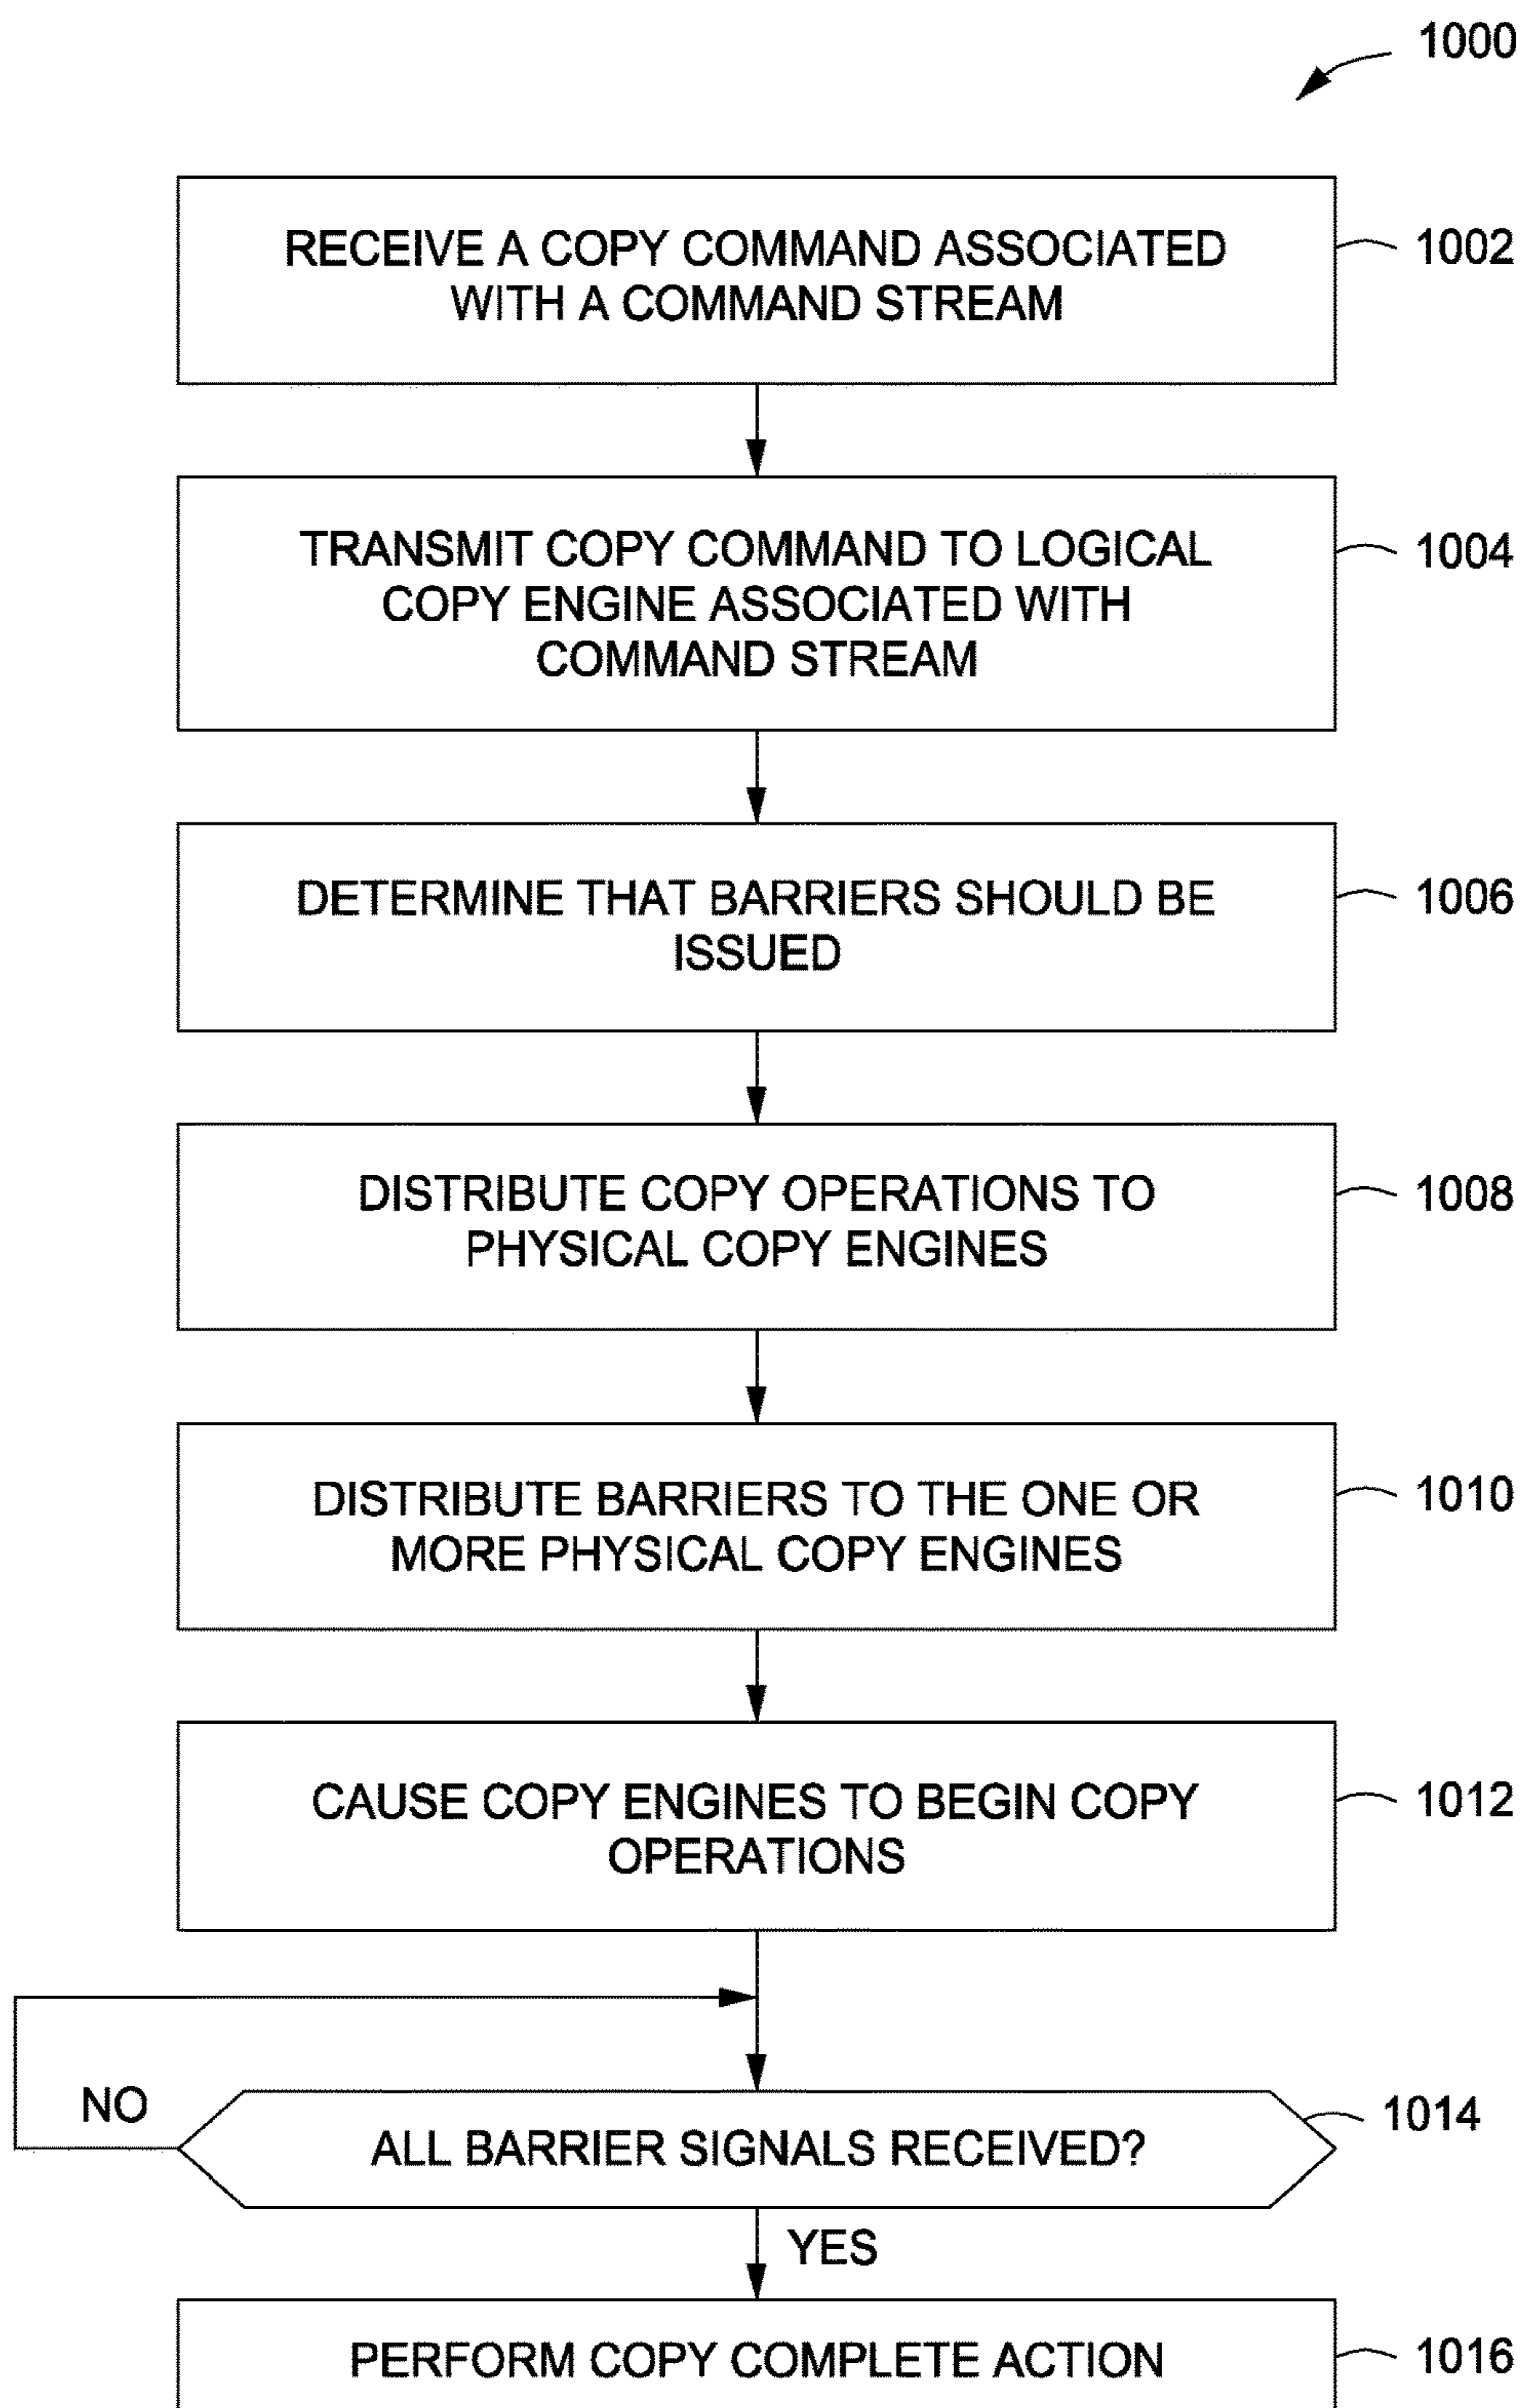 1000
RECEIVE A COPY COMMAND ASSOCIATED
WITH A COMMAND STREAM
1002
TRANSMIT COPY COMMAND TO LOGICAL
COPY ENGINE ASSOCIATED WITH
COMMAND STREAM
1004
DETERMINE THAT BARRIERS SHOULD BE
ISSUED
1006
DISTRIBUTE COPY OPERATIONS TO
PHYSICAL COPY ENGINES
1008
DISTRIBUTE BARRIERS TO THE ONE OR
MORE PHYSICAL COPY ENGINES
1010
CAUSE COPY ENGINES TO BEGIN COPY
OPERATIONS
1012
NO
ALL BARRIER SIGNALS RECEIVED?
1014
YES
PERFORM COPY COMPLETE ACTION
1016